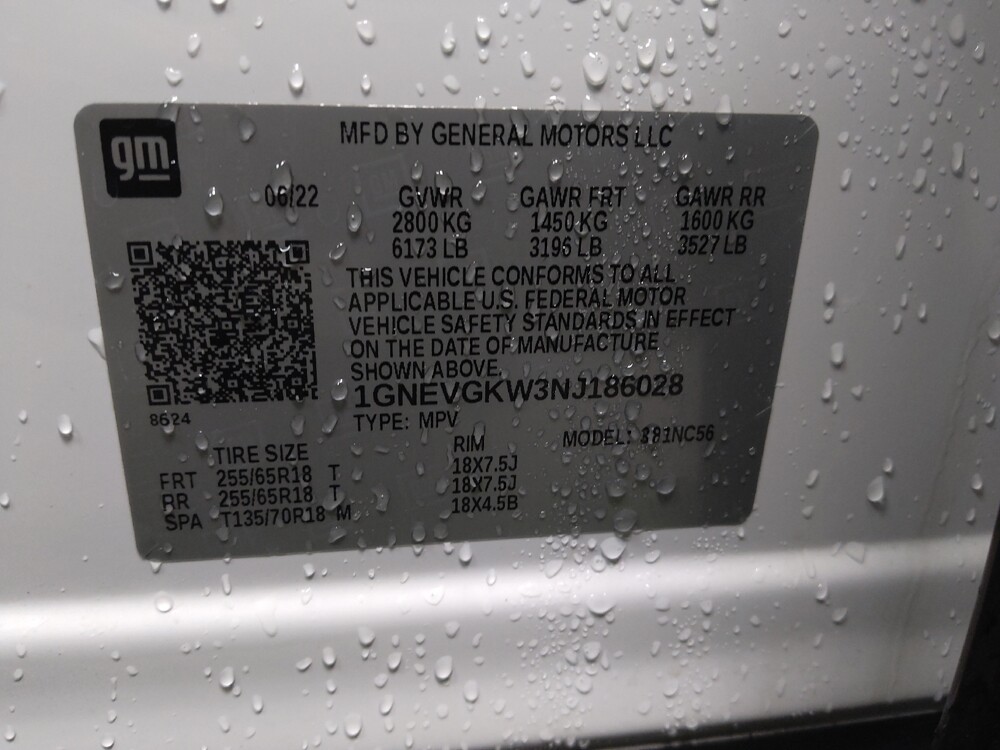 gm
MFD BY GENERAL MOTORS LLC
06/22 GVWR GAWR FRT GAWR RR
2800 KG 1450 KG 1600 KG
6173 LB 3196 LB 3527 LB
THIS VEHICLE CONFORMS TO ALL
APPLICABLE U.S. FEDERAL MOTOR
VEHICLE SAFETY STANDARDS IN EFFECT
ON THE DATE OF MANUFACTURE
SHOWN ABOVE.
1GNEVGKW3NJ186028
8624
TYPE: MPV
MODEL:
TIRE SIZE RIM
FRT 255/65R18 T 18X7.5J
RR 255/65R18 T 18X7.5J
SPA T135/70R18 M 18X4.5B